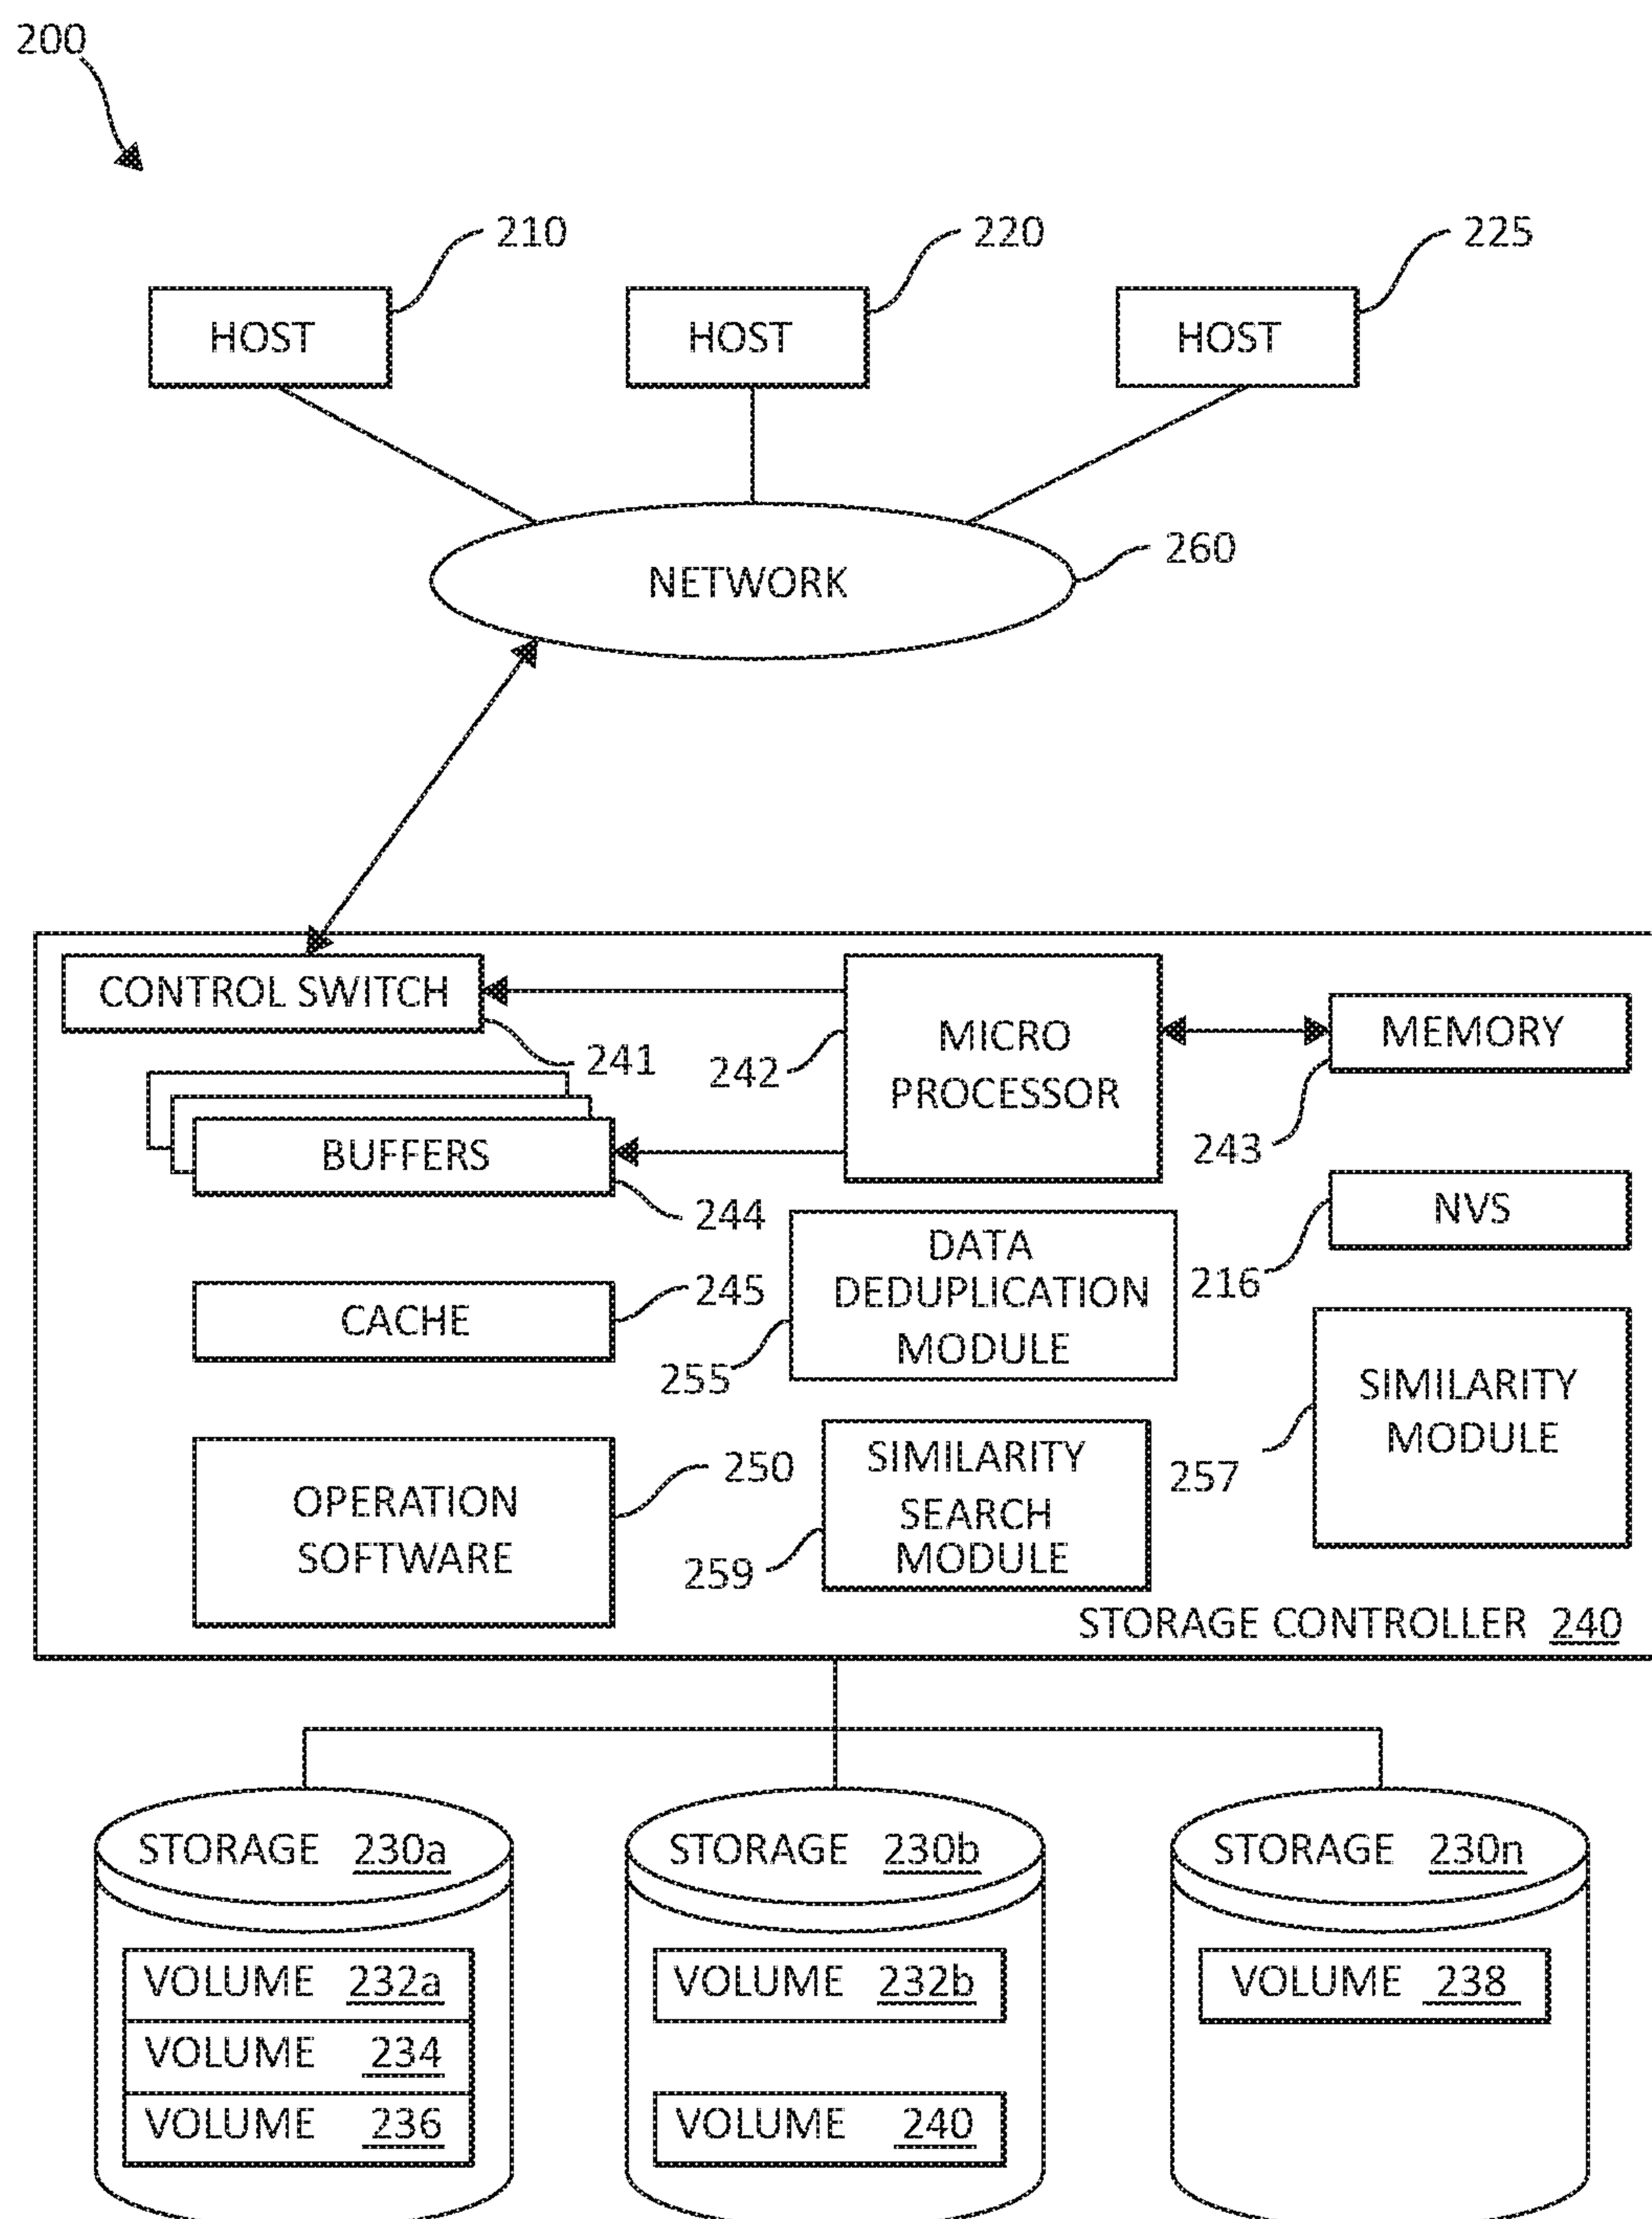 200
210
220
225
HOST
HOST
HOST
260
NETWORK
CONTROL SWITCH
241
242
MICRO
PROCESSOR
MEMORY
243
BUFFERS
244
NVS
216
DATA
DEDUPLICATION
MODULE
255
CACHE
245
SIMILARITY
MODULE
257
OPERATION
SOFTWARE
250
SIMILARITY
SEARCH
MODULE
259
STORAGE CONTROLLER 240
STORAGE 230a
VOLUME 232a
VOLUME 234
VOLUME 236
STORAGE 230b
VOLUME 232b
VOLUME 240
STORAGE 230n
VOLUME 238